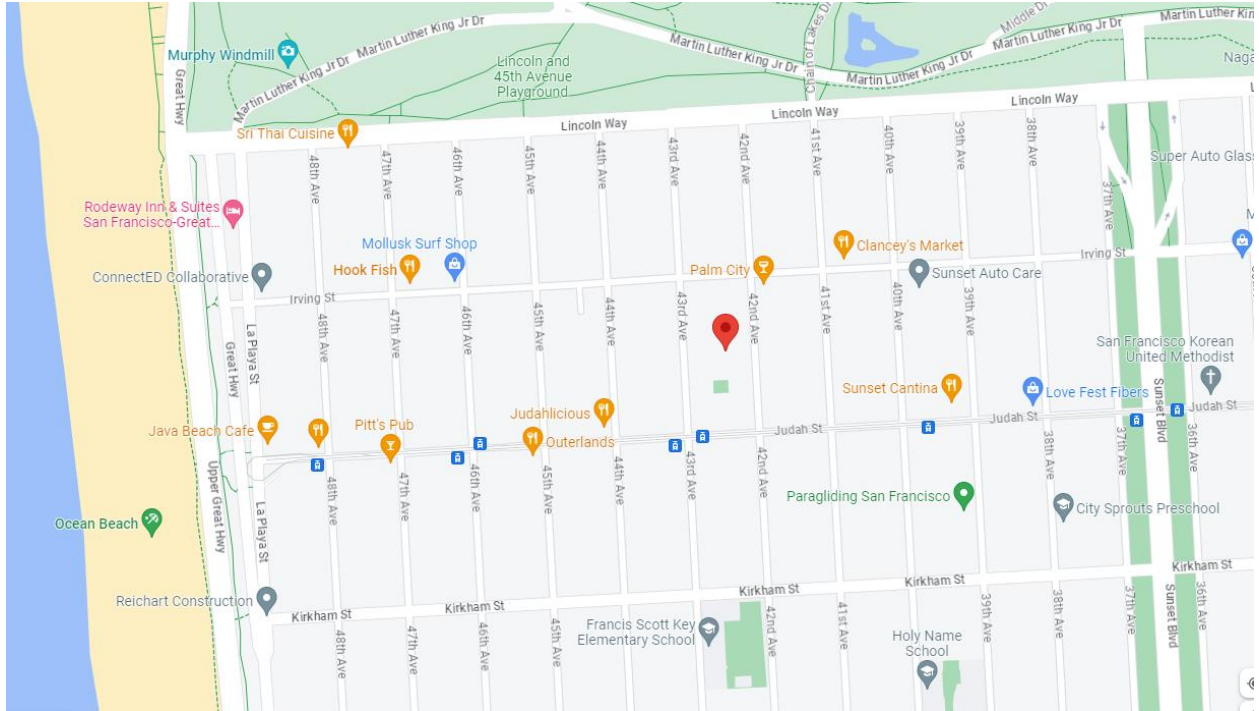 Martin Luther King Jr Dr
Middle Dr
Martin Luther King Jr Dr
Murphy Windmill
Great Hwy
Martin Luther King Jr Dr
Lincoln and
45th Avenue
Playground
Martin Luther King Jr Dr
Chain of Lakes Dr
Martin Luther King Jr Dr
Sri Thai Cuisine
Lincoln Way
Lincoln Way
Lincoln Way
48th Ave
47th Ave
46th Ave
45th Ave
44th Ave
43rd Ave
42nd Ave
41st Ave
40th Ave
39th Ave
38th Ave
37th Ave
Super Auto Glass
Rodeway Inn & Suites
San Francisco-Great...
Mollusk Surf Shop
Hook Fish
ConnectED Collaborative
Palm City
Clancey's Market
Sunset Auto Care
Irving St
Irving St
La Playa St
Great Hwy
48th Ave
47th Ave
46th Ave
45th Ave
44th Ave
43rd Ave
42nd Ave
41st Ave
40th Ave
39th Ave
San Francisco Korean
United Methodist
Sunset Cantina
Love Fest Fibers
Sunset Blvd
Java Beach Cafe
Pitt's Pub
Judahlicious
Outerlands
Judah St
Judah St
Judah St
48th Ave
47th Ave
46th Ave
45th Ave
44th Ave
43rd Ave
42nd Ave
38th Ave
37th Ave
36th Ave
Upper Great Hwy
La Playa St
Ocean Beach
Paragliding San Francisco
City Sprouts Preschool
Reichart Construction
Kirkham St
Kirkham St
Kirkham St
Kirkham St
Francis Scott Key
Elementary School
Holy Name
School
48th Ave
47th Ave
46th Ave
45th Ave
42nd Ave
41st Ave
39th Ave
38th Ave
37th Ave
Sunset Blvd
36th Ave